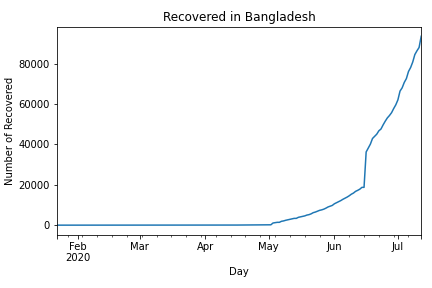 Recovered in Bangladesh
Number of Recovered
80000
60000
40000
20000
0
Feb Mar Apr May Jun Jul
2020
Day